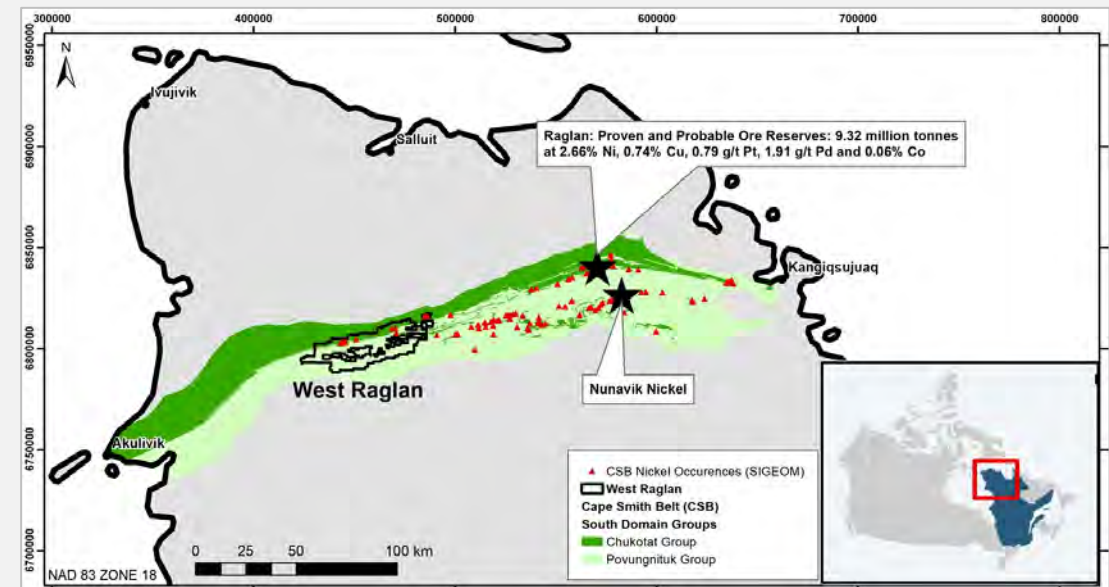 300000 400000 500000 600000 700000 800000
6950000
6900000
6850000
6800000
6750000
6700000
N
Ivujivik
Salluit
Raglan: Proven and Probable Ore Reserves: 9.32 million tonnes
at 2.66% Ni, 0.74% Cu, 0.79 g/t Pt, 1.91 g/t Pd and 0.06% Co
Kangiqsujuaq
West Raglan
Nunavik Nickel
Akulivik
CSB Nickel Occurences (SIGEOM)
West Raglan
Cape Smith Belt (CSB)
South Domain Groups
Chukotat Group
Povungnituk Group
0 25 50 100 km
NAD 83 ZONE 18